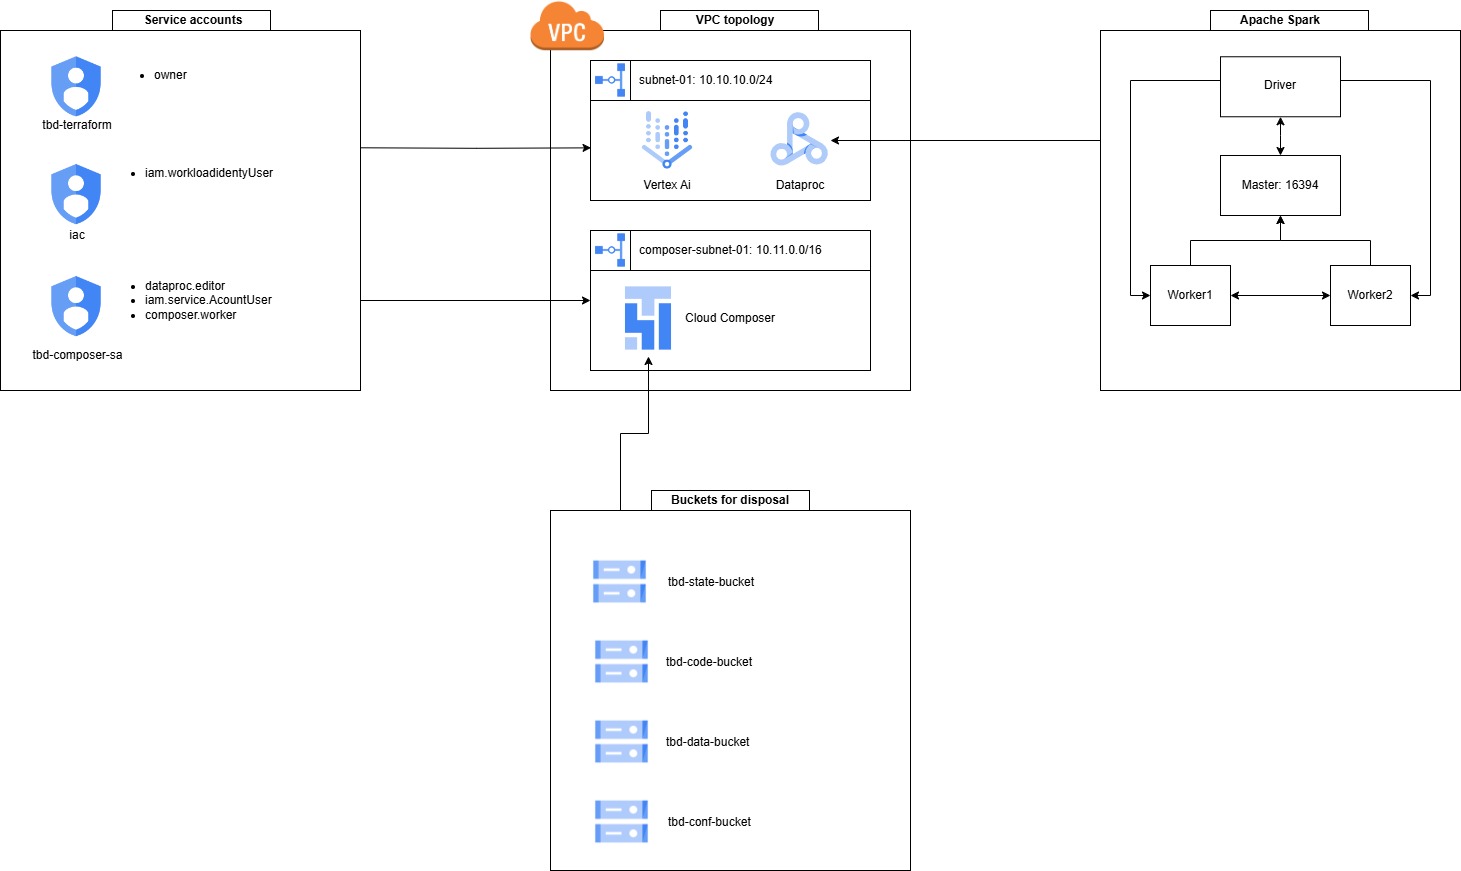 Service accounts
owner
tbd-terraform
iam.workloadidentyUser
iac
dataproc.editor
iam.service.AcountUser
composer.worker
tbd-composer-sa
VPC
VPC topology
subnet-01: 10.10.10.0/24
Vertex Ai
Dataproc
composer-subnet-01: 10.11.0.0/16
Cloud Composer
Apache Spark
Driver
Master: 16394
Worker1
Worker2
Buckets for disposal
tbd-state-bucket
tbd-code-bucket
tbd-data-bucket
tbd-conf-bucket